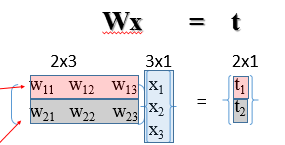 Wx = t
2x3 3x1 2x1
w11 w12 w13 x1 t1
w21 w22 w23 x2 = t2
x3